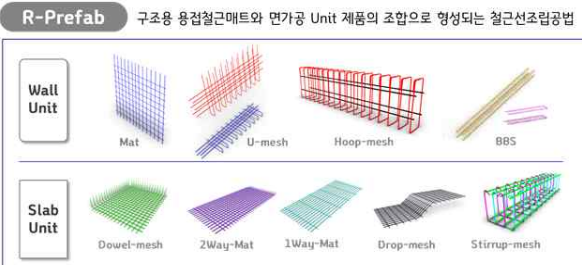 R-Prefab 구조용 용접철근매트와 면가공 Unit 제품의 조합으로 형성되는 철근선조립공법
Wall
Unit
Mat U-mesh Hoop-mesh BBS
Slab
Unit
Dowel-mesh 2Way-Mat 1Way-Mat Drop-mesh Stirrup-mesh